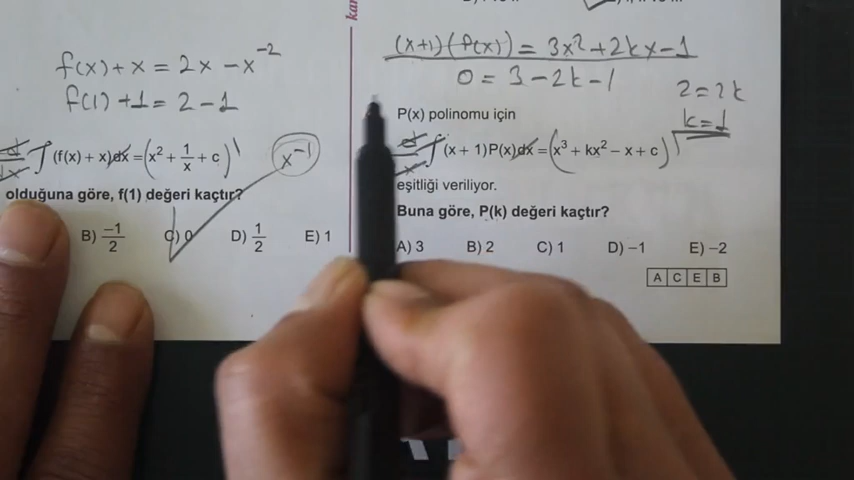 f(x) + x = 2x - x^-2
f(1) + 1 = 2 - 1
∫(f(x) + x)dx = (x² + 1/x + c)'
x^-1
olduğuna göre, f(1) değeri kaçtır?
B) -1/2 C) 0 D) 1/2 E) 1
(x+1)(P(x)) = 3x² + 2kx - 1
0 = 3 - 2k - 1
2 = 2k
k = 1
P(x) polinomu için
∫(x + 1)P(x)dx = (x³ + kx² - x + c)'
eşitliği veriliyor.
Buna göre, P(k) değeri kaçtır?
A) 3 B) 2 C) 1 D) -1 E) -2
A C E B